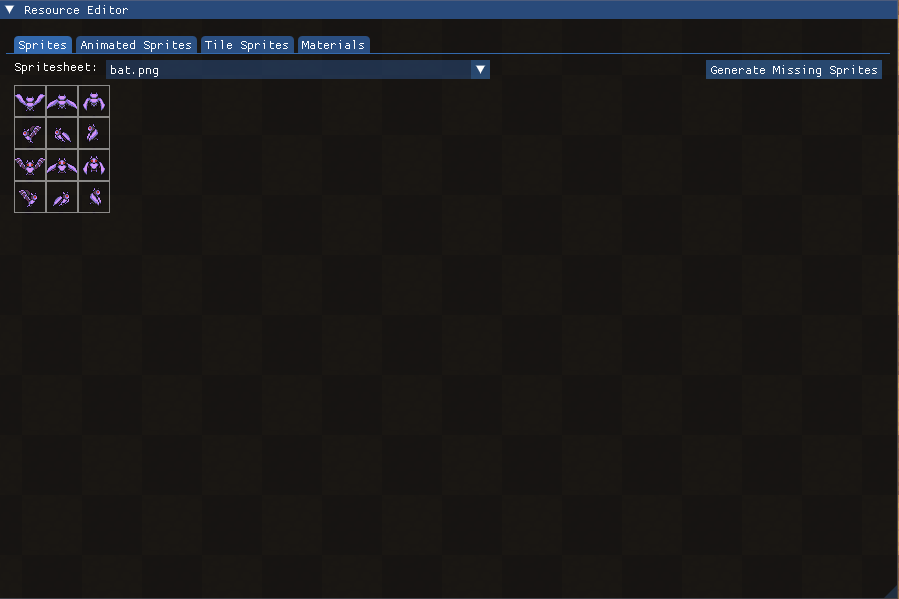 Resource Editor
Sprites Animated Sprites Tile Sprites Materials
Spritesheet: bat.png Generate Missing Sprites